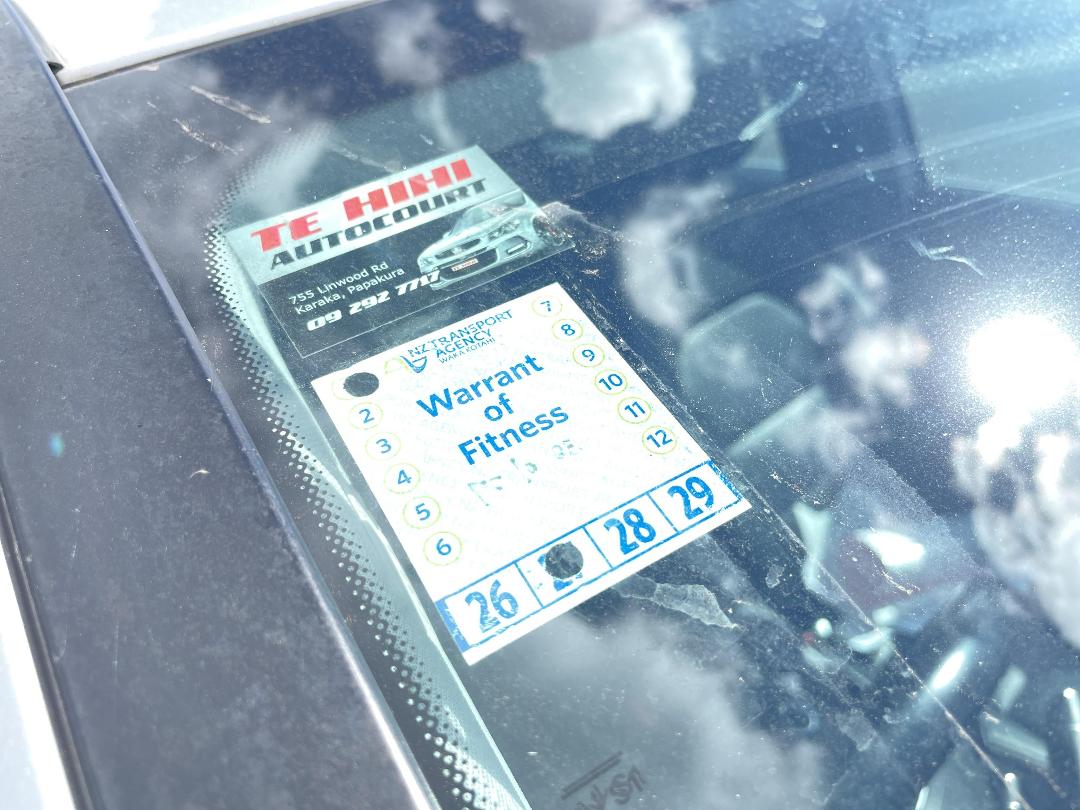 TE HIHI
AUTOCOURT
755 Linwood Rd
Karaka, Papakura
09 292 7717
NZ TRANSPORT
AGENCY
WAKA KOTAHI
Warrant
of
Fitness
2
3
4
5
6
7
8
9
10
11
12
26
28
29